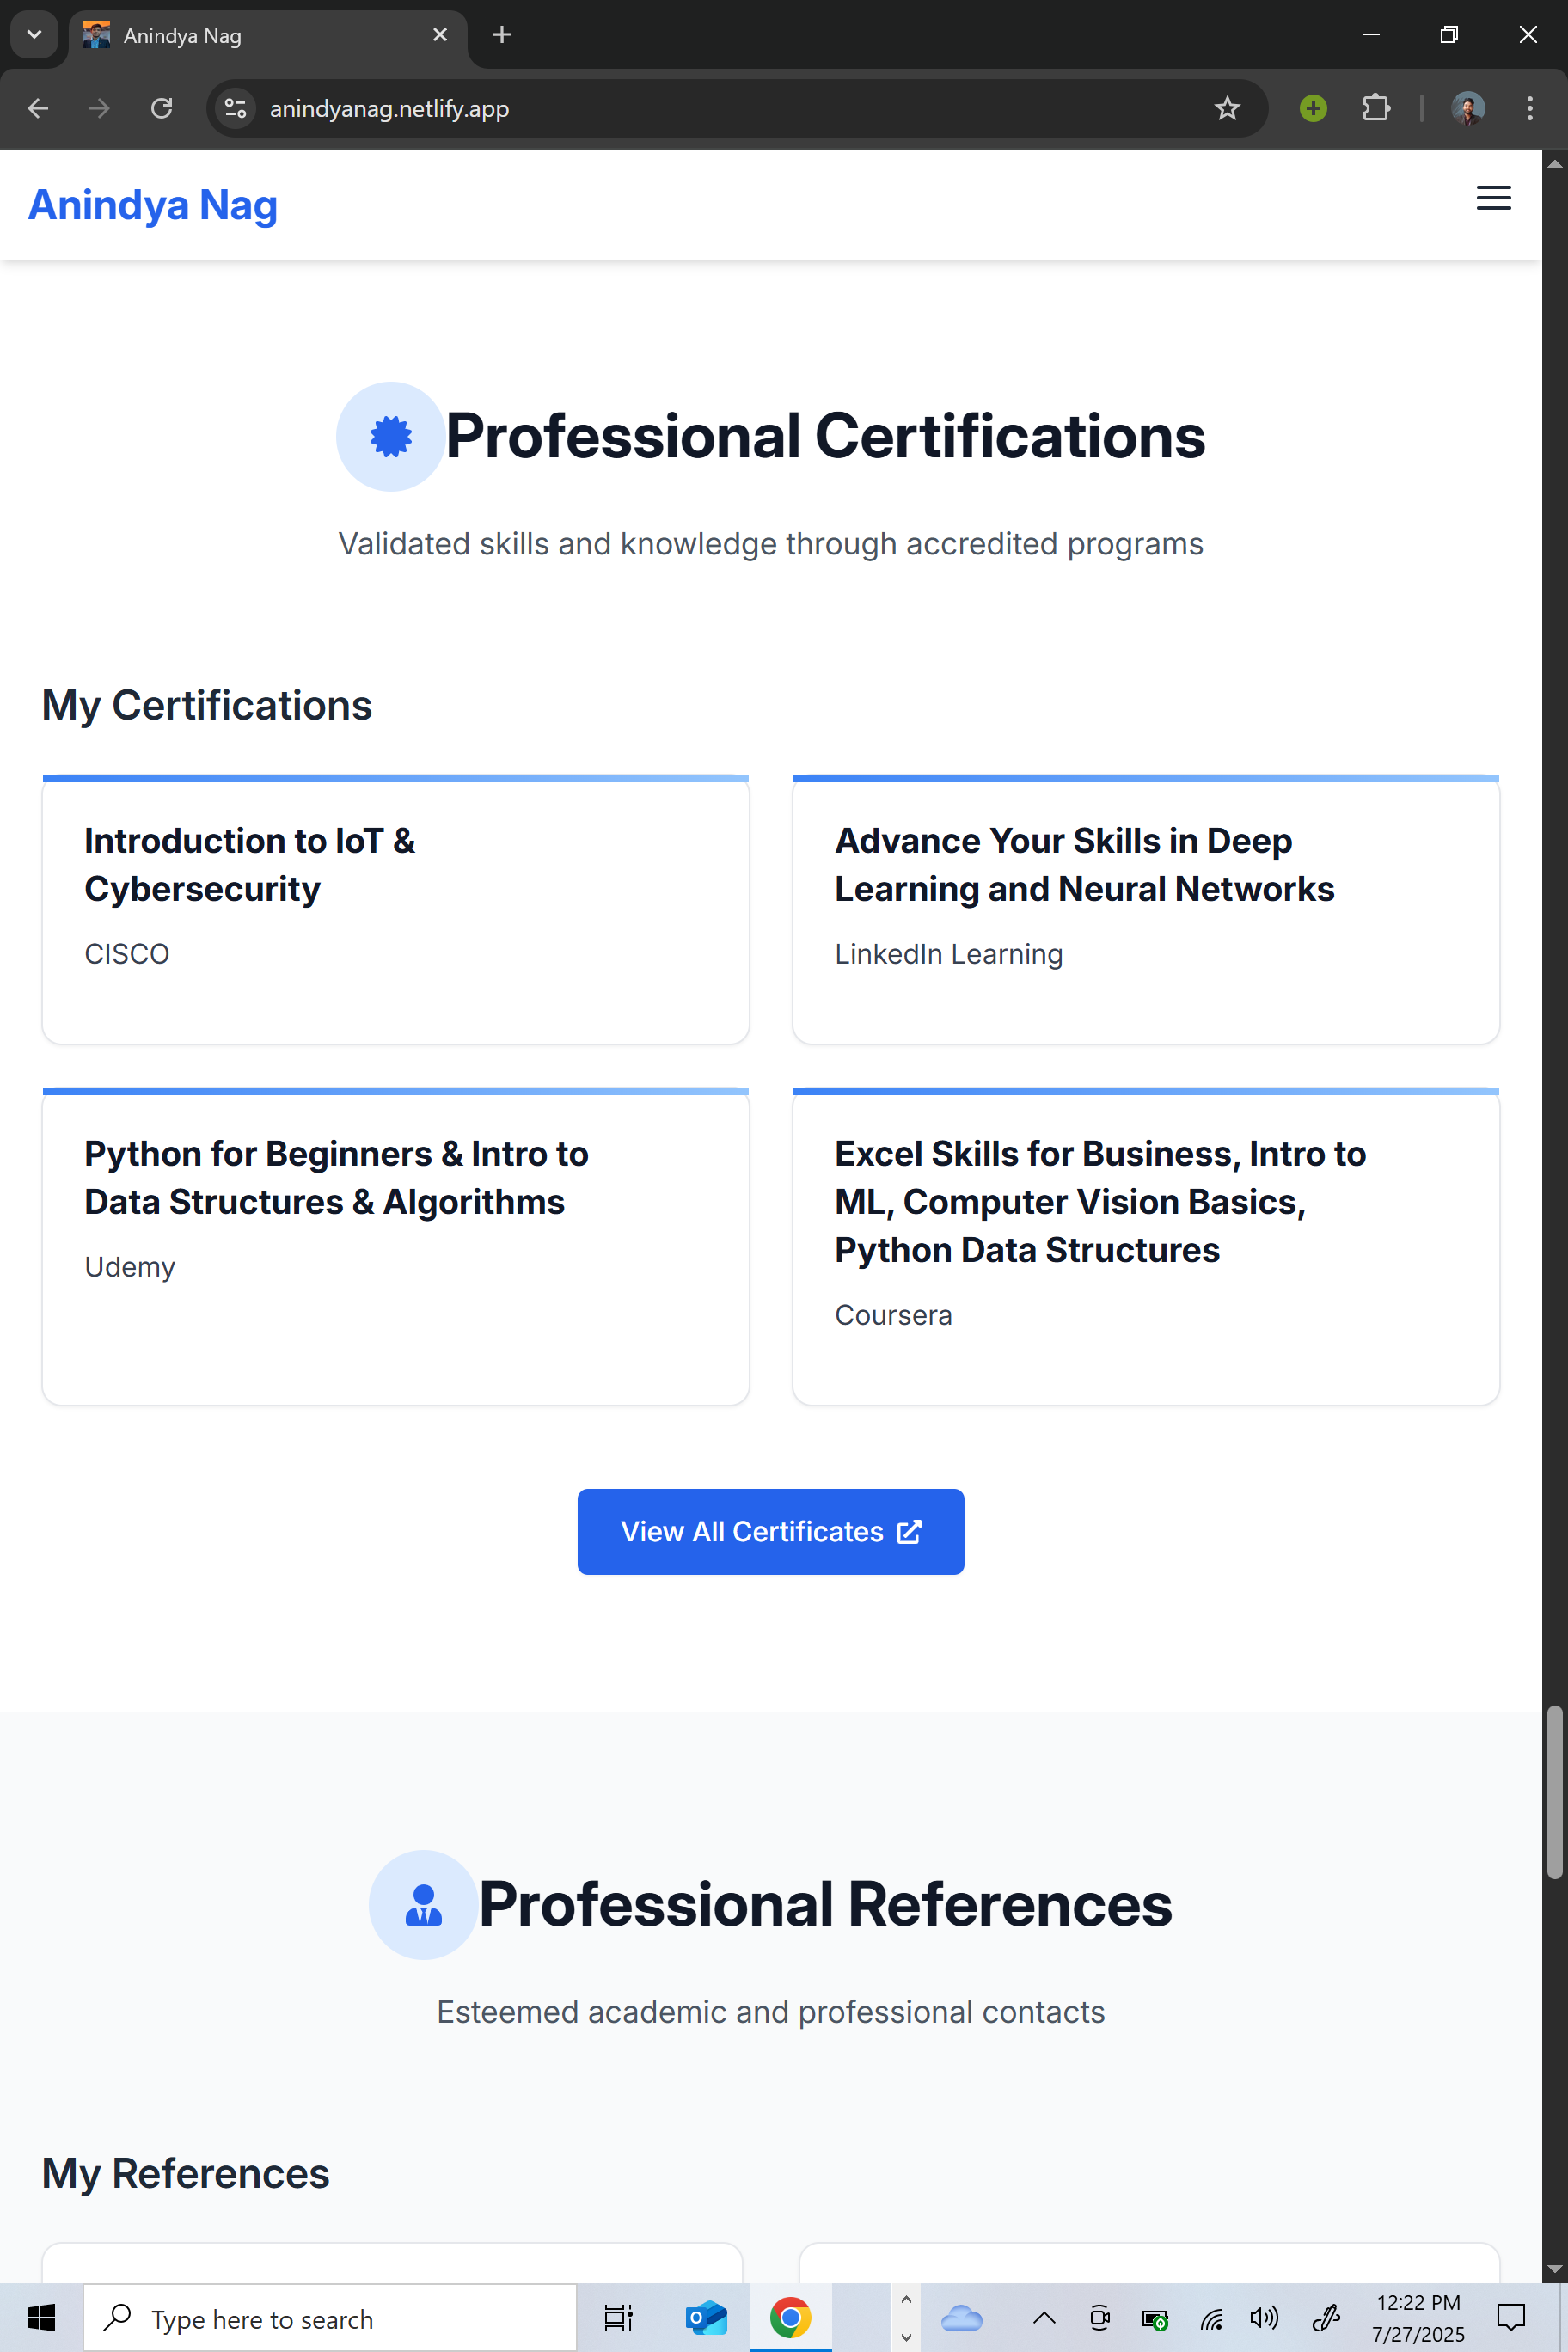 Anindya Nag
anindyanag.netlify.app
Anindya Nag
Professional Certifications
Validated skills and knowledge through accredited programs
My Certifications
Introduction to IoT &
Cybersecurity
CISCO
Advance Your Skills in Deep
Learning and Neural Networks
LinkedIn Learning
Python for Beginners & Intro to
Data Structures & Algorithms
Udemy
Excel Skills for Business, Intro to
ML, Computer Vision Basics,
Python Data Structures
Coursera
View All Certificates
Professional References
Esteemed academic and professional contacts
My References
Type here to search
12:22 PM
7/27/2025